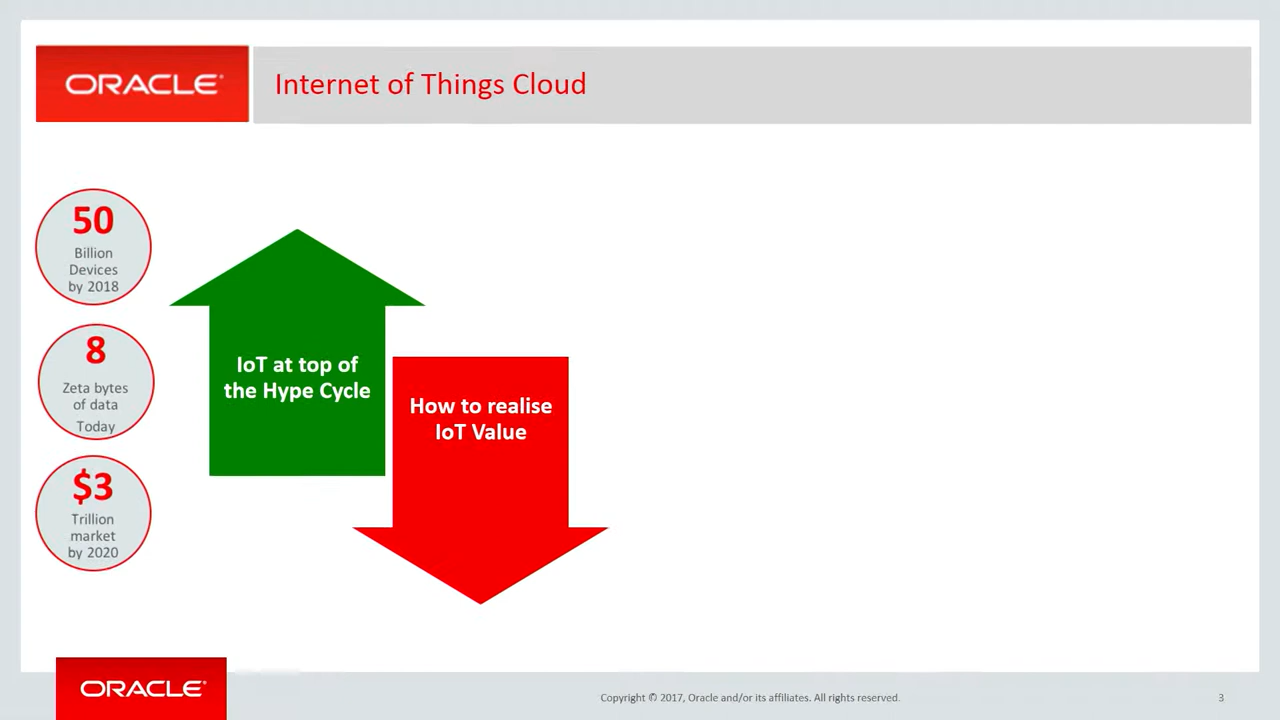 ORACLE®
Internet of Things Cloud
50
Billion
Devices
by 2018
8
Zeta bytes
of data
Today
$3
Trillion
market
by 2020
IoT at top of
the Hype Cycle
How to realise
IoT Value
ORACLE®
Copyright © 2017, Oracle and/or its affiliates. All rights reserved.
3